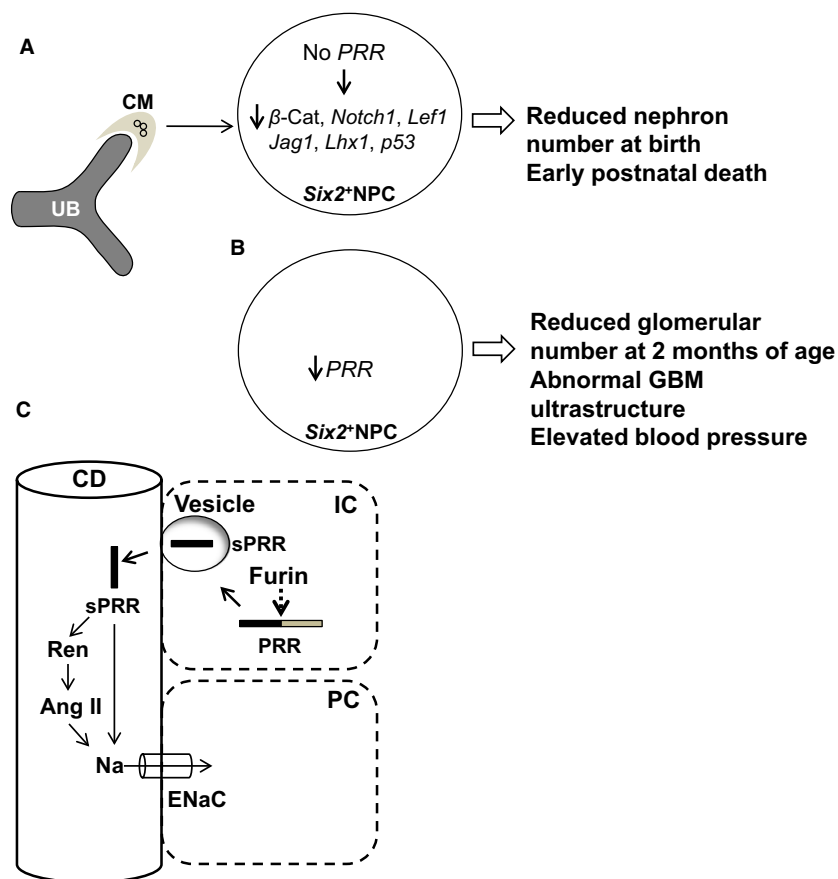 A
CM
UB
No PRR
β-Cat, Notch1, Lef1
Jag1, Lhx1, p53
Six2+NPC
Reduced nephron
number at birth
Early postnatal death
B
PRR
Six2+NPC
Reduced glomerular
number at 2 months of age
Abnormal GBM
ultrastructure
Elevated blood pressure
C
CD
Vesicle
IC
sPRR
Furin
PRR
sPRR
Ren
Ang II
Na
ENaC
PC